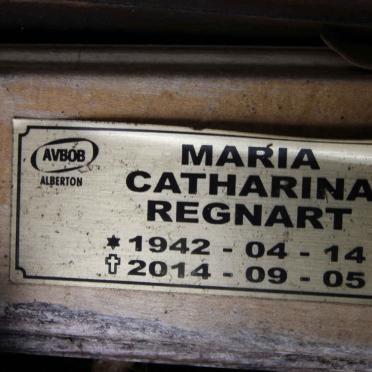 AVBOB
ALBERTON
MARIA
CATHARINA
REGNART
* 1942 - 04 - 14
✝ 2014 - 09 - 05